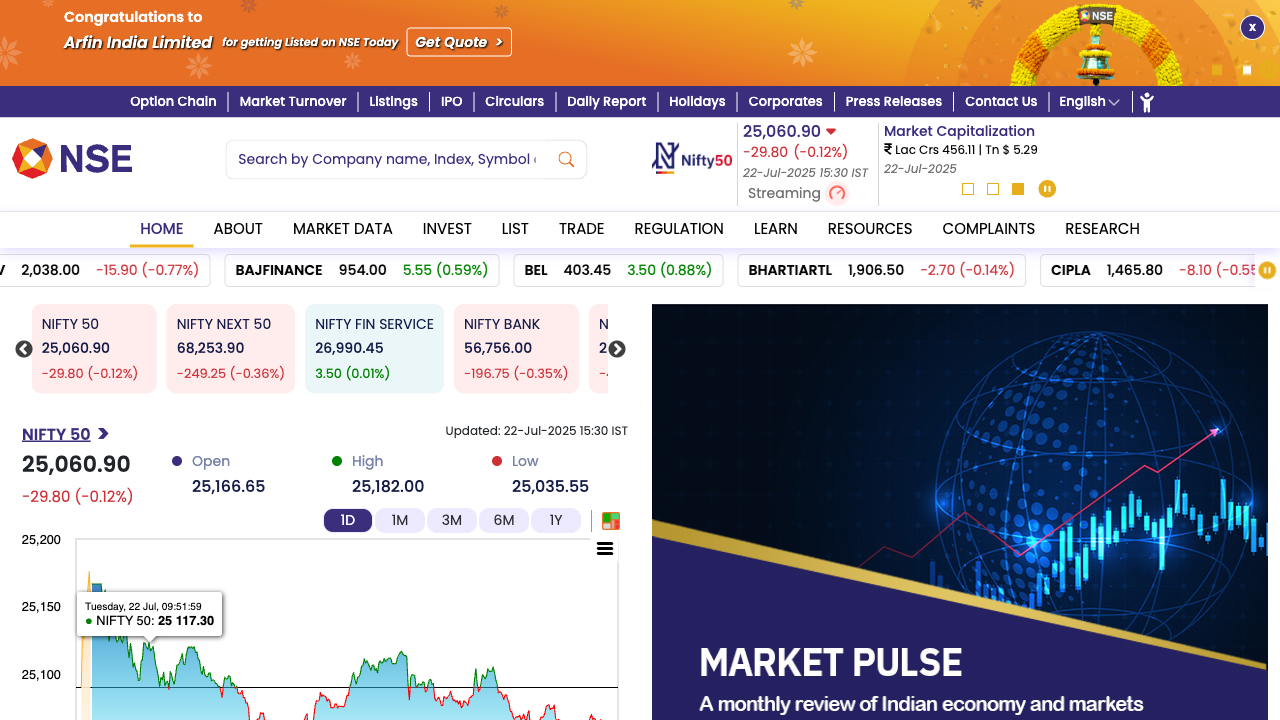 Congratulations to
Arfin India Limited for getting Listed on NSE Today Get Quote >
NSE
x
Option Chain Market Turnover Listings IPO Circulars Daily Report Holidays Corporates Press Releases Contact Us English
NSE
Search by Company name, Index, Symbol
Nifty50
25,060.90
-29.80 (-0.12%)
22-Jul-2025 15:30 IST
Streaming
Market Capitalization
₹ Lac Crs 456.11 | Tn $ 5.29
22-Jul-2025
HOME ABOUT MARKET DATA INVEST LIST TRADE REGULATION LEARN RESOURCES COMPLAINTS RESEARCH
2,038.00 -15.90 (-0.77%) BAJFINANCE 954.00 5.55 (0.59%) BEL 403.45 3.50 (0.88%) BHARTIARTL 1,906.50 -2.70 (-0.14%) CIPLA 1,465.80 -8.10 (-0.55
NIFTY 50
25,060.90
-29.80 (-0.12%)
NIFTY NEXT 50
68,253.90
-249.25 (-0.36%)
NIFTY FIN SERVICE
26,990.45
3.50 (0.01%)
NIFTY BANK
56,756.00
-196.75 (-0.35%)
N
2
-
NIFTY 50
Updated: 22-Jul-2025 15:30 IST
25,060.90
-29.80 (-0.12%)
Open
25,166.65
High
25,182.00
Low
25,035.55
1D 1M 3M 6M 1Y
25,200
25,150
25,100
Tuesday, 22 Jul, 09:51:59
NIFTY 50: 25 117.30
MARKET PULSE
A monthly review of Indian economy and markets